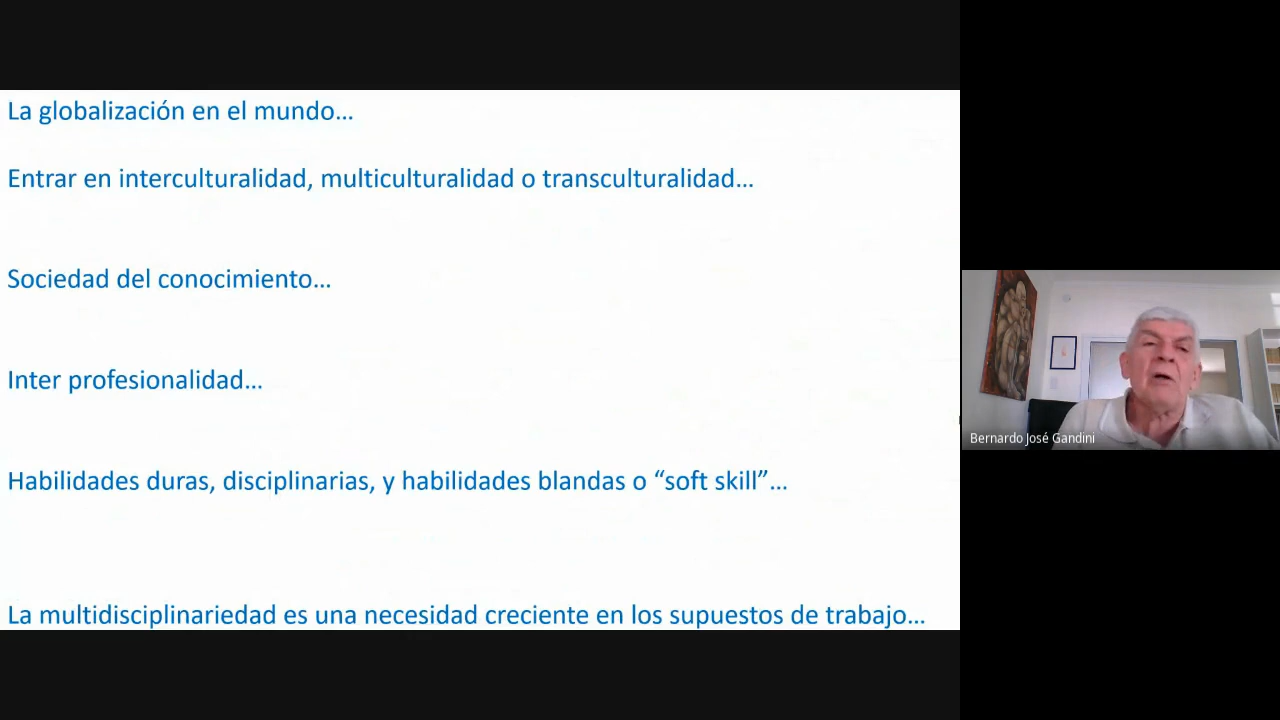 La globalización en el mundo...
Entrar en interculturalidad, multiculturalidad o transculturalidad...
Sociedad del conocimiento...
Inter profesionalidad...
Habilidades duras, disciplinarias, y habilidades blandas o “soft skill”...
La multidisciplinariedad es una necesidad creciente en los supuestos de trabajo...
Bernardo José Gandini